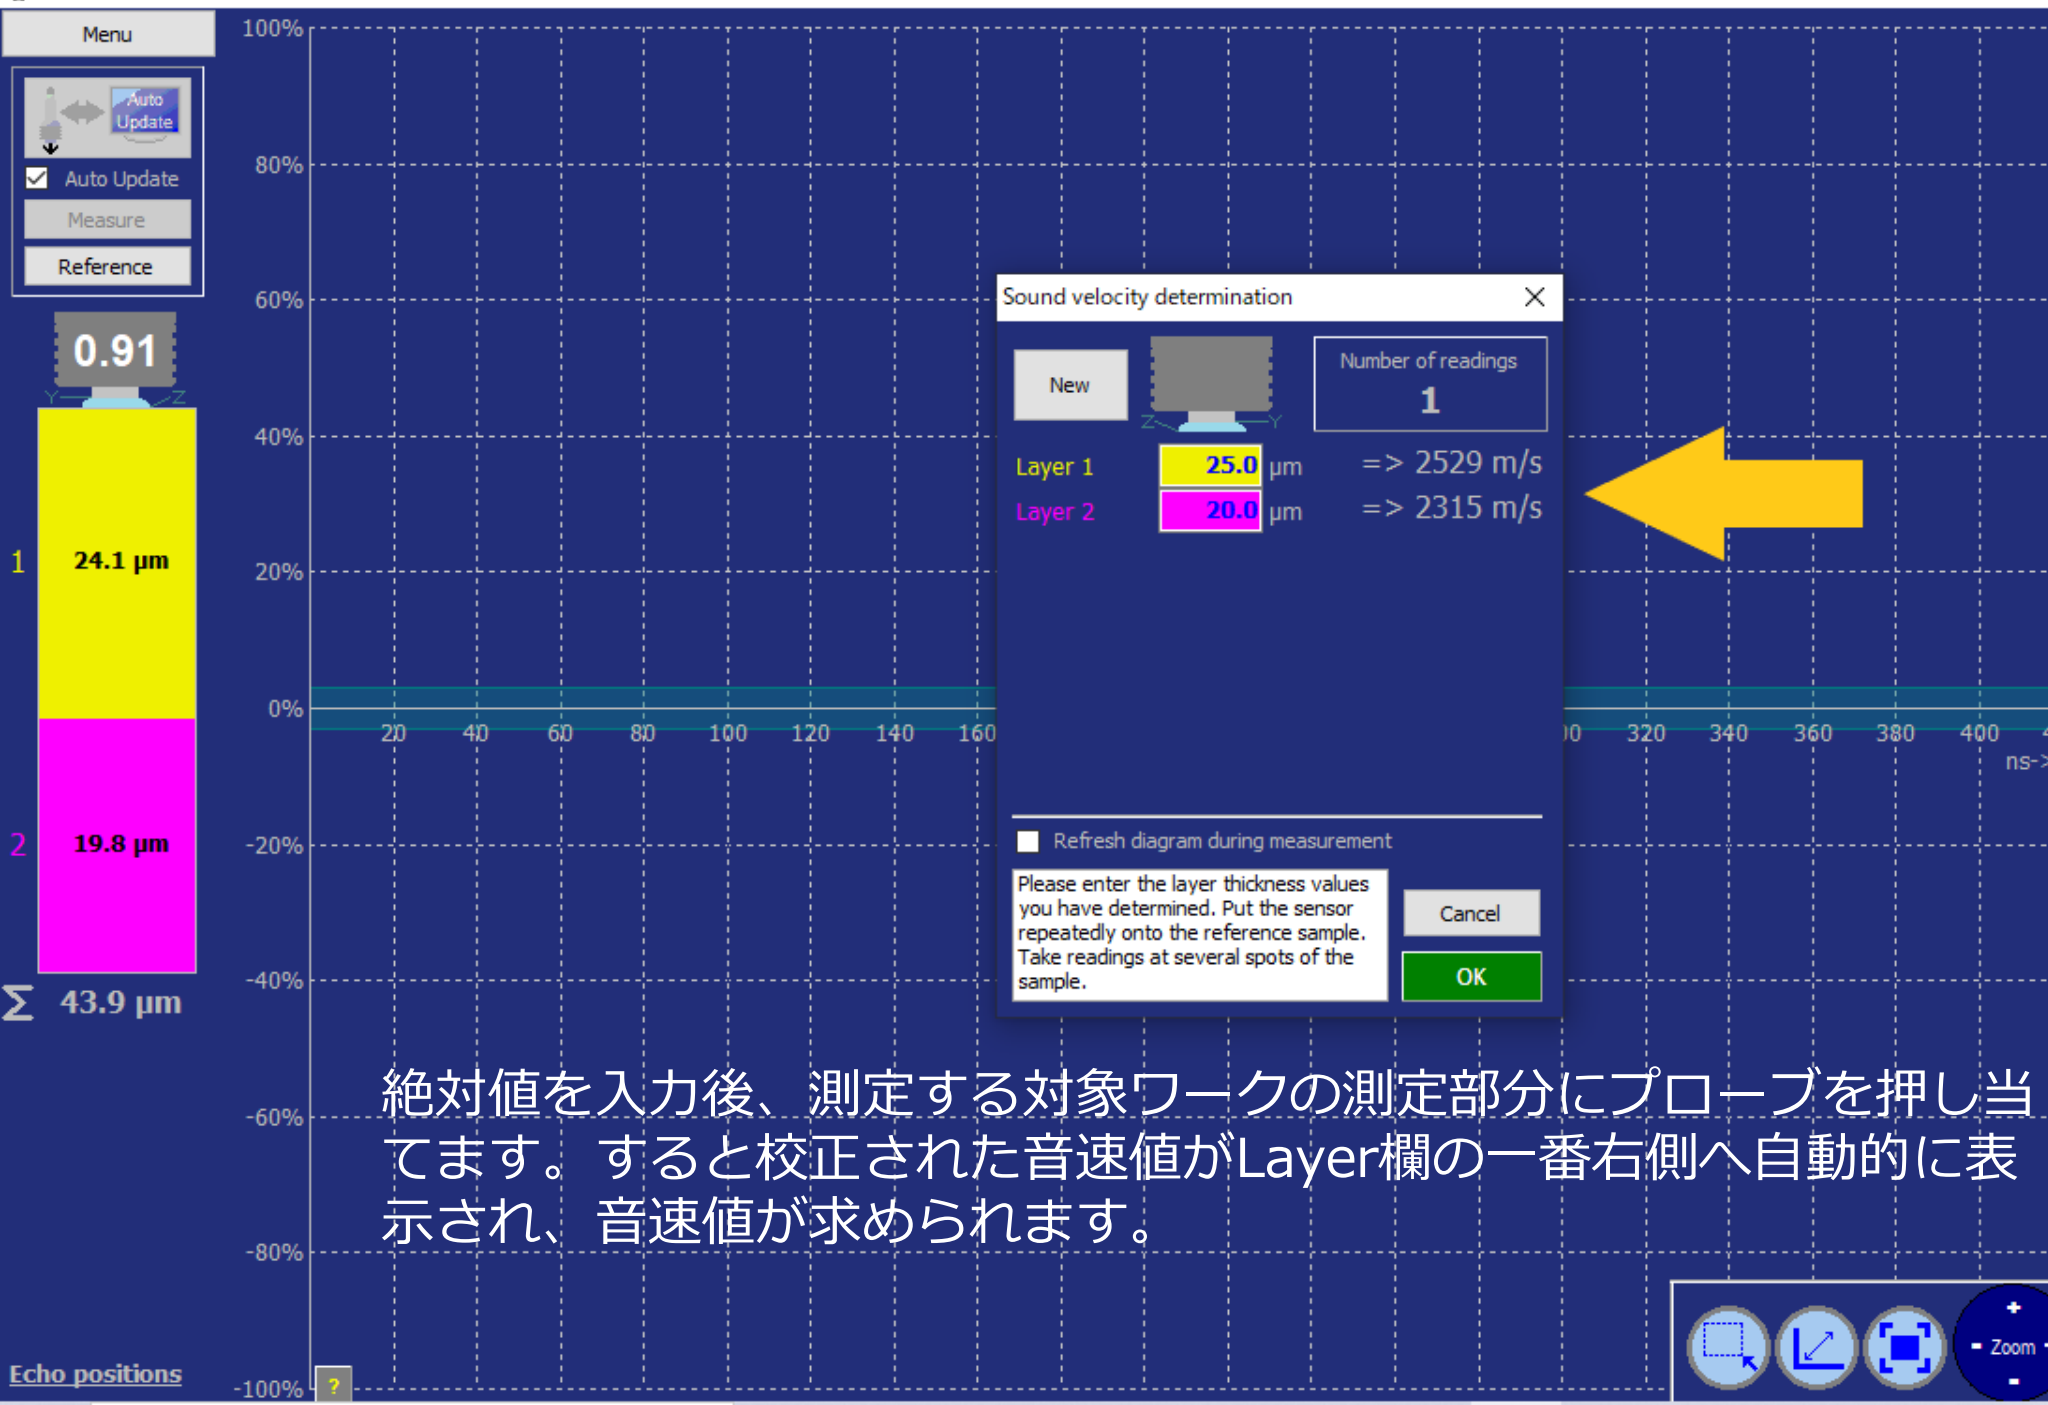 Menu
Auto
Update
Auto Update
Measure
Reference
0.91
Y
Z
1
24.1 µm
2
19.8 µm
Σ 43.9 µm
Echo positions
100%
80%
60%
40%
20%
0%
-20%
-40%
-60%
-80%
-100%
20 40 60 80 100 120 140 160 320 340 360 380 400
ns->
?
Sound velocity determination
New
Z
Y
Number of readings
1
Layer 1 25.0 µm => 2529 m/s
Layer 2 20.0 µm => 2315 m/s
Refresh diagram during measurement
Please enter the layer thickness values
you have determined. Put the sensor
repeatedly onto the reference sample.
Take readings at several spots of the
sample.
Cancel
OK
絶対値を入力後、測定する対象ワークの測定部分にプローブを押し当
てます。すると校正された音速値がLayer欄の一番右側へ自動的に表
示され、音速値が求められます。
+
- Zoom
-